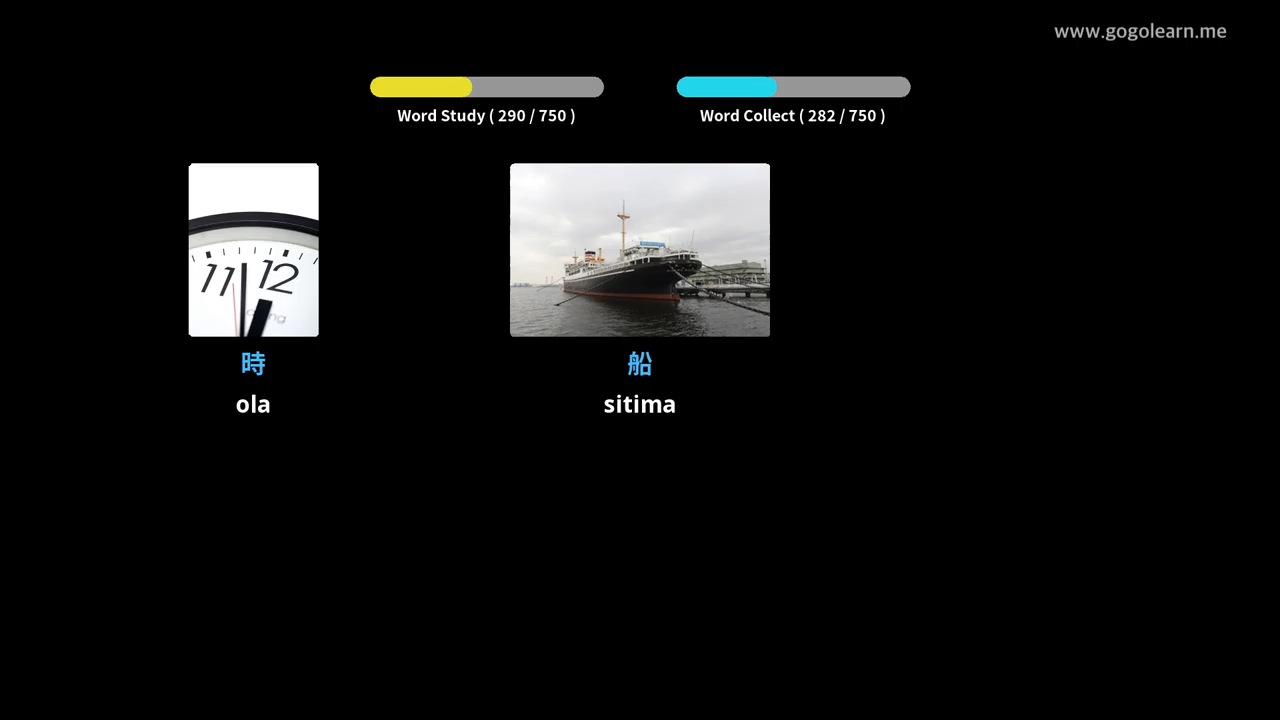 www.gogolearn.me
Word Study ( 290 / 750 )
Word Collect ( 282 / 750 )
11 12
時
ola
船
sitima